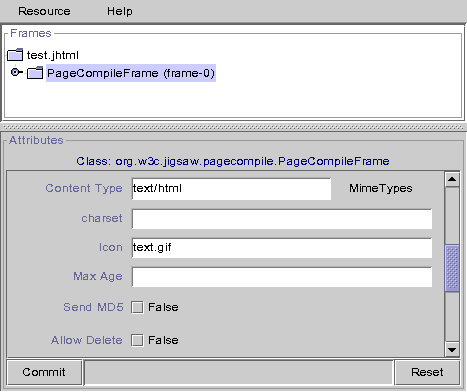 Resource Help
Frames
test.jhtml
PageCompileFrame (frame-0)
Attributes
Class: org.w3c.jigsaw.pagecompile.PageCompileFrame
Content Type text/html MimeTypes
charset
Icon text.gif
Max Age
Send MD5 False
Allow Delete False
Commit Reset